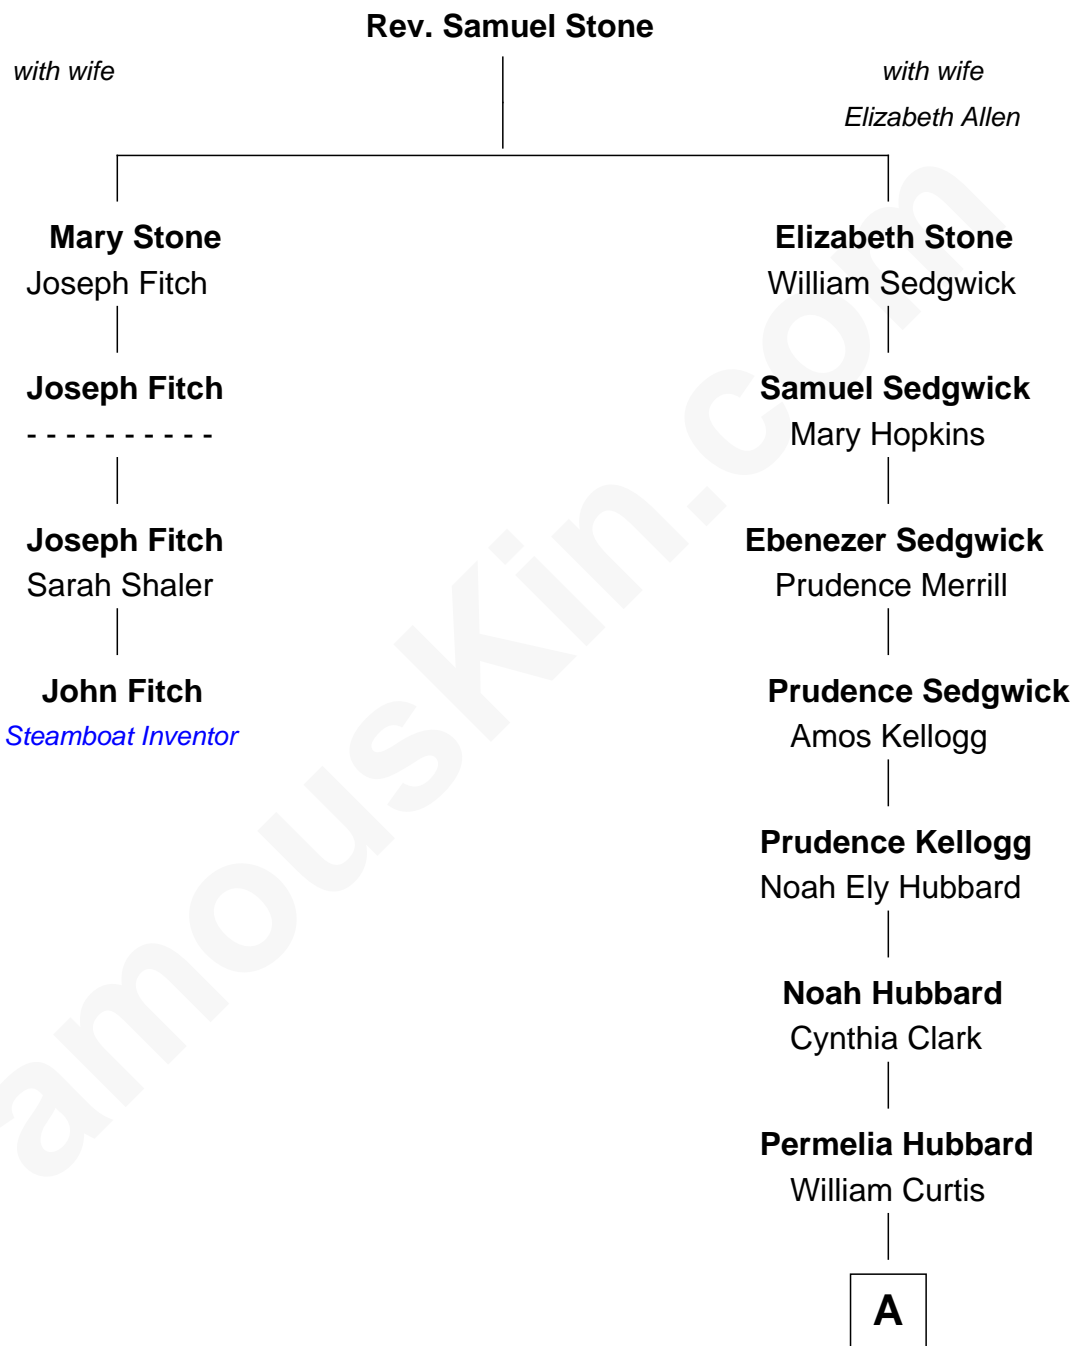 Rev. Samuel Stone
with wife
with wife
Elizabeth Allen
Mary Stone
Joseph Fitch
Elizabeth Stone
William Sedgwick
Joseph Fitch
- - - - - - - - - -
Samuel Sedgwick
Mary Hopkins
Joseph Fitch
Sarah Shaler
Ebenezer Sedgwick
Prudence Merrill
John Fitch
Steamboat Inventor
Prudence Sedgwick
Amos Kellogg
Prudence Kellogg
Noah Ely Hubbard
Noah Hubbard
Cynthia Clark
Permelia Hubbard
William Curtis
A
amouskin.com